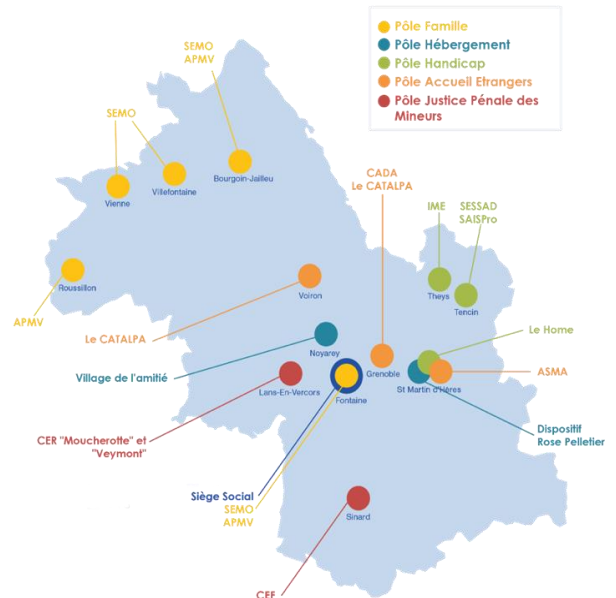 Pôle Famille
Pôle Hébergement
Pôle Handicap
Pôle Accueil Etrangers
Pôle Justice Pénale des
Mineurs
SEMO
APMV
SEMO
Bourgoin-Jailleu
Villefontaine
Vienne
CADA
Le CATALPA
IME
SESSAD
SAISPro
Roussillon
Voiron
Theys
Tencin
APMV
Le CATALPA
Noyarey
Le Home
Village de l'amitié
Lans-En-Vercors
Fontaine
Grenoble
St Martin d'Hères
ASMA
CER "Moucherotte" et
"Veymont"
Dispositif
Rose Pelletier
Siège Social
SEMO
APMV
Sinard
CEF